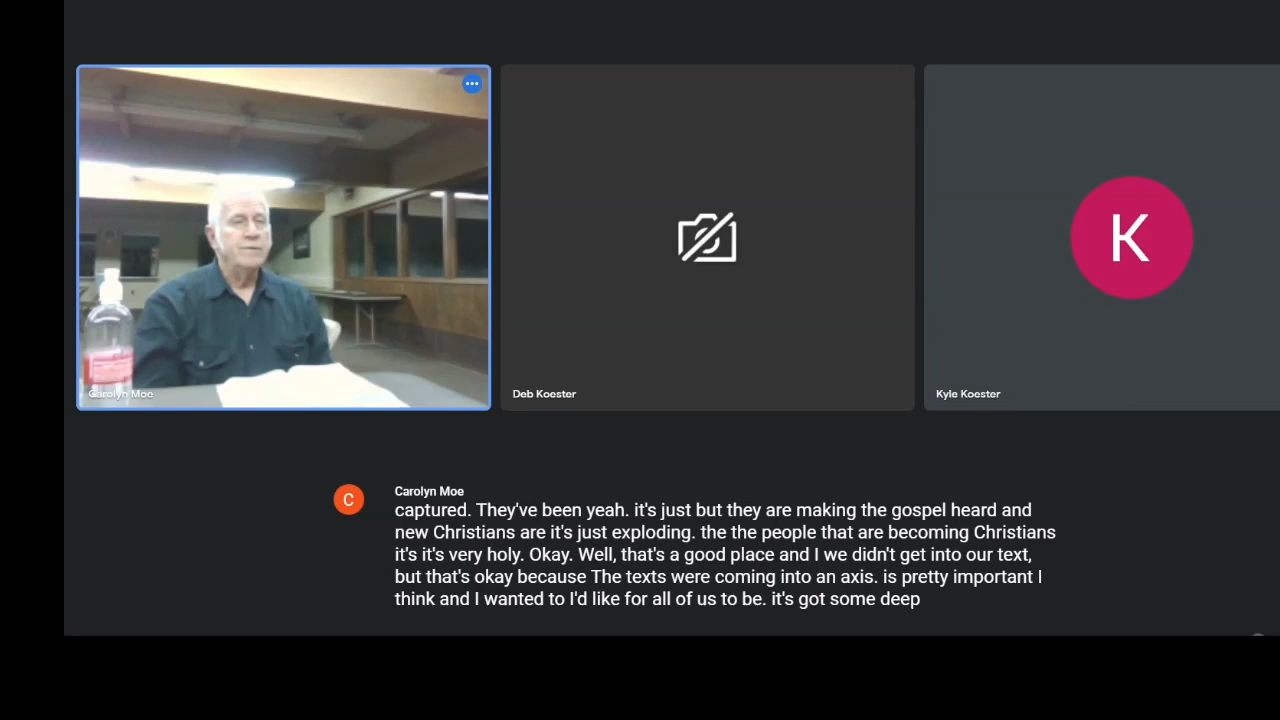 Carolyn Moe
Deb Koester
K
Kyle Koester
C
Carolyn Moe
captured. They've been yeah. it's just but they are making the gospel heard and
new Christians are it's just exploding. the the people that are becoming Christians
it's it's very holy. Okay. Well, that's a good place and I we didn't get into our text,
but that's okay because The texts were coming into an axis. is pretty important I
think and I wanted to I'd like for all of us to be. it's got some deep